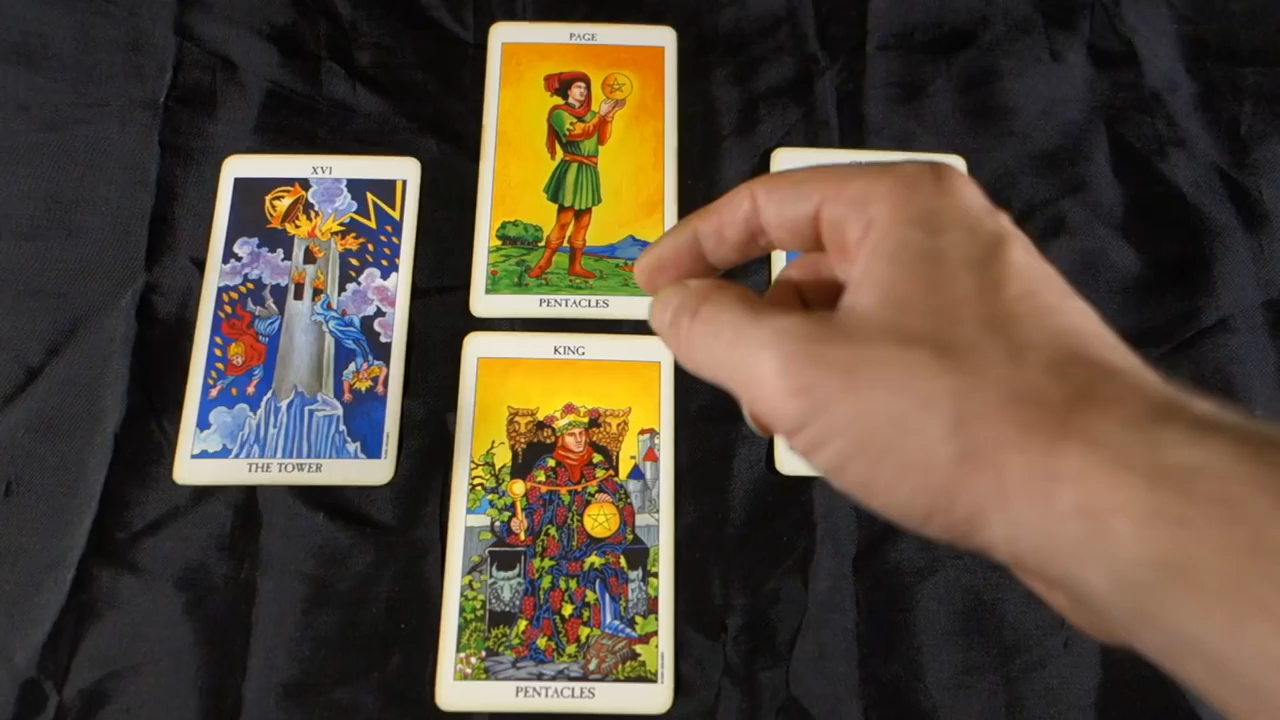 PAGE
PENTACLES
XVI
THE TOWER
KING
PENTACLES